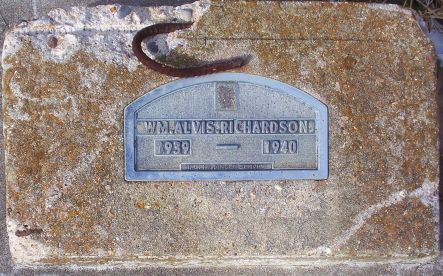 WM. ALVIS. RICHARDSON.
1939 — 1940